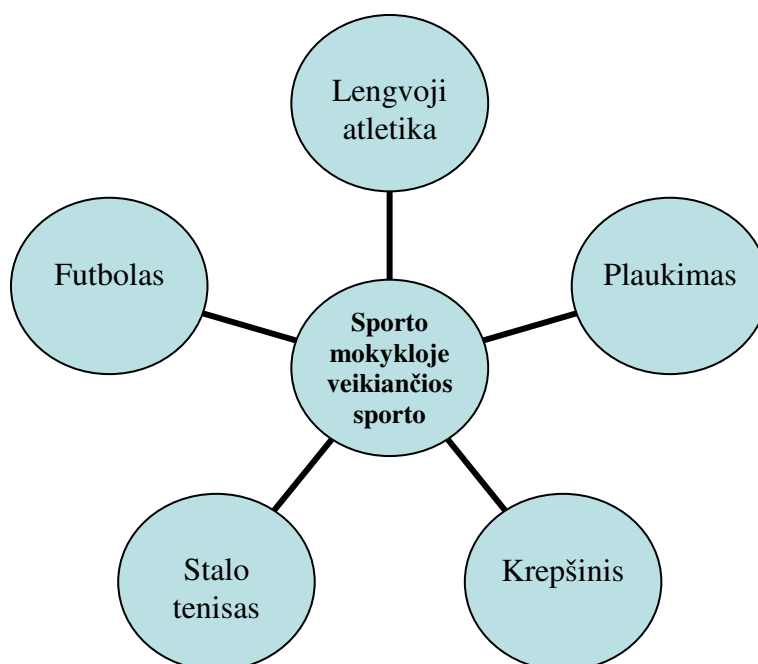 Lengvoji
atletika
Futbolas
Plaukimas
Sporto
mokykloje
veikiančios
sporto
Stalo
tenisas
Krepšinis